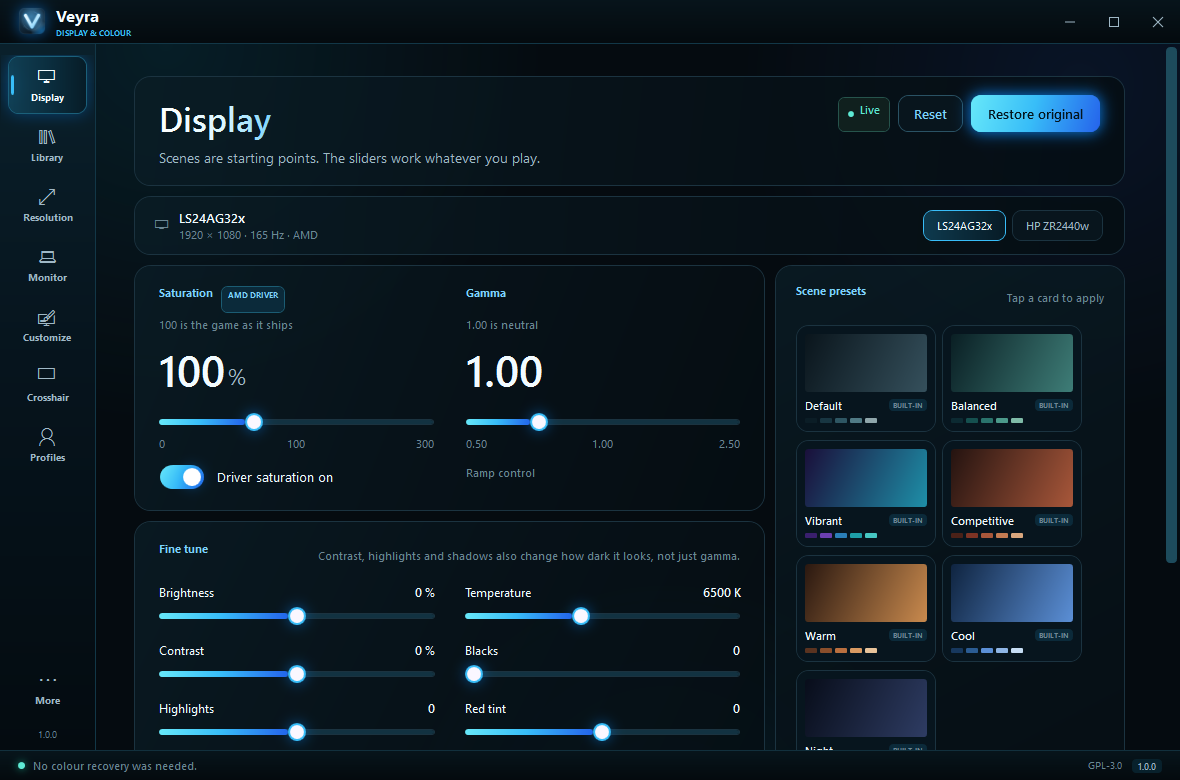 Veyra
DISPLAY & COLOUR
Display
Library
Resolution
Monitor
Customize
Crosshair
Profiles
More
1.0.0
Display
Scenes are starting points. The sliders work whatever you play.
Live
Reset
Restore original
LS24AG32x
1920 × 1080 · 165 Hz · AMD
LS24AG32x
HP ZR2440w
Saturation
AMD DRIVER
100 is the game as it ships
100 %
0
100
300
Driver saturation on
Gamma
1.00 is neutral
1.00
0.50
1.00
2.50
Ramp control
Fine tune
Contrast, highlights and shadows also change how dark it looks, not just gamma.
Brightness
0 %
Temperature
6500 K
Contrast
0 %
Blacks
0
Highlights
0
Red tint
0
Scene presets
Tap a card to apply
Default
BUILT-IN
Balanced
BUILT-IN
Vibrant
BUILT-IN
Competitive
BUILT-IN
Warm
BUILT-IN
Cool
BUILT-IN
Night
BUILT-IN
No colour recovery was needed.
GPL-3.0
1.0.0